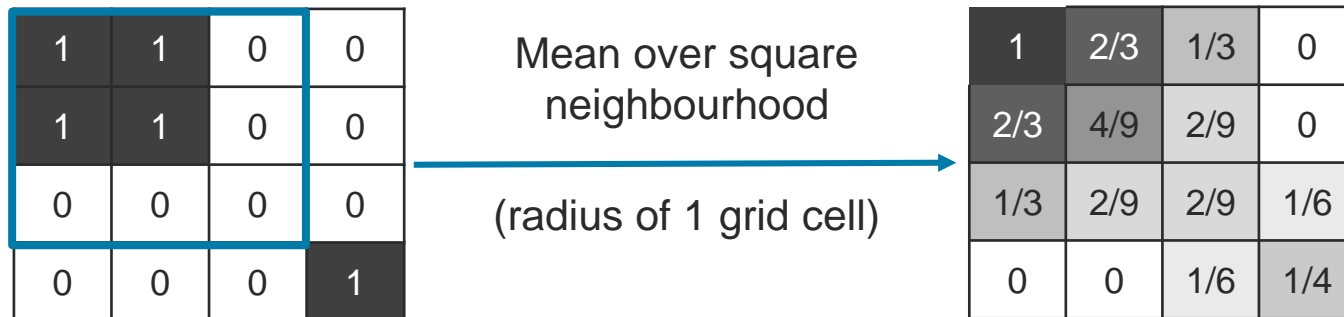 1 1 0 0
1 1 0 0
0 0 0 0
0 0 0 1
Mean over square
neighbourhood
(radius of 1 grid cell)
1 2/3 1/3 0
2/3 4/9 2/9 0
1/3 2/9 2/9 1/6
0 0 1/6 1/4